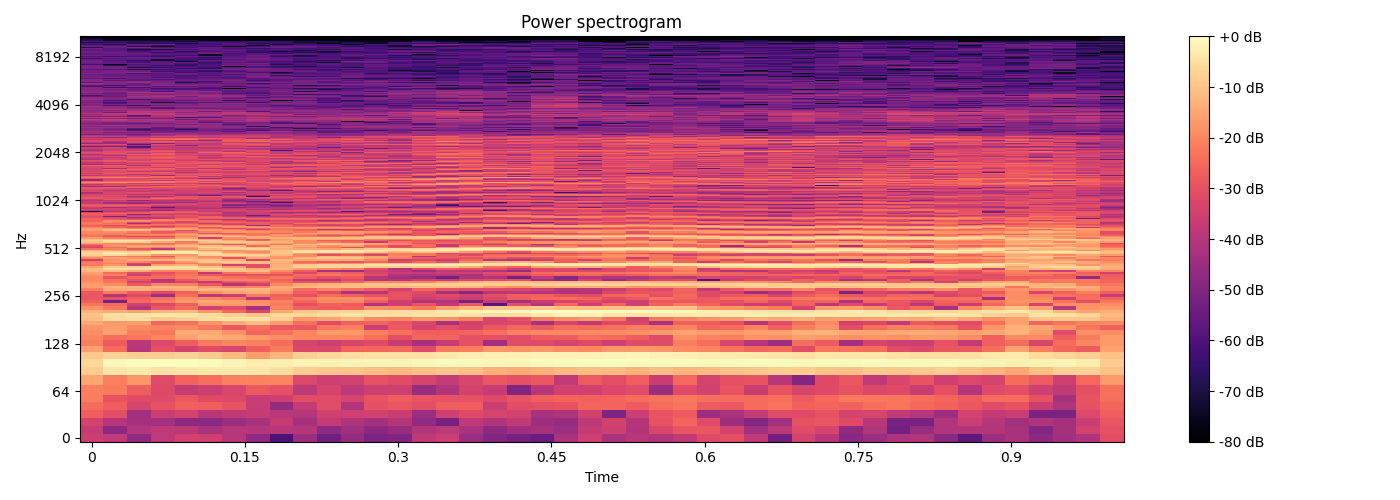 Power spectrogram
Hz
8192
4096
2048
1024
512
256
128
64
0
0 0.15 0.3 0.45 0.6 0.75 0.9
Time
+0 dB
-10 dB
-20 dB
-30 dB
-40 dB
-50 dB
-60 dB
-70 dB
-80 dB